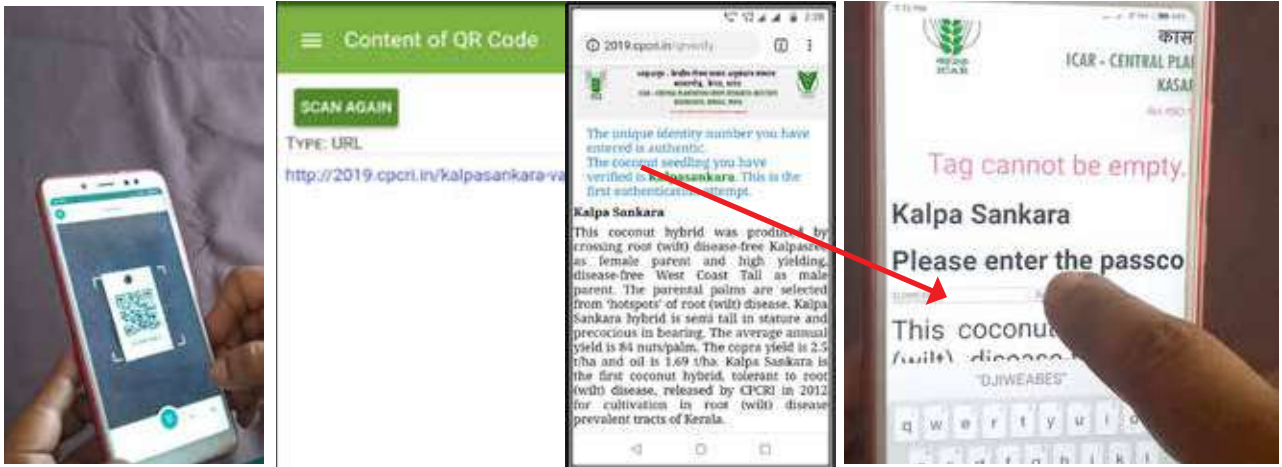 Content of QR Code
SCAN AGAIN
TYPE: URL
http://2019.cpcri.in/kalpasankara-va
2:08
2019.cpcri.in/qrverify
The unique identity number you have
entered is authentic.
The coconut seedling you have
verified is Kalpasankara. This is the
first authentication attempt.
Kalpa Sankara
This coconut hybrid was produced by
crossing root (wilt) disease-free Kalpasree
as female parent and high yielding,
disease-free West Coast Tall as male
parent. The parental palms are selected
from 'hotspots' of root (wilt) disease. Kalpa
Sankara hybrid is semi tall in stature and
precocious in bearing. The average annual
yield is 84 nuts/palm. The copra yield is 2.5
t/ha and oil is 1.69 t/ha. Kalpa Sankara is
the first coconut hybrid, tolerant to root
(wilt) disease, released by CPCRI in 2012
for cultivation in root (wilt) disease
prevalent tracts of Kerala.
ICAR
कास
ICAR - CENTRAL PLA
KASA
Tag cannot be empty.
Kalpa Sankara
Please enter the passco
This coconu
(wilt) disease
"DJIWEABES"
q w e r t y u i